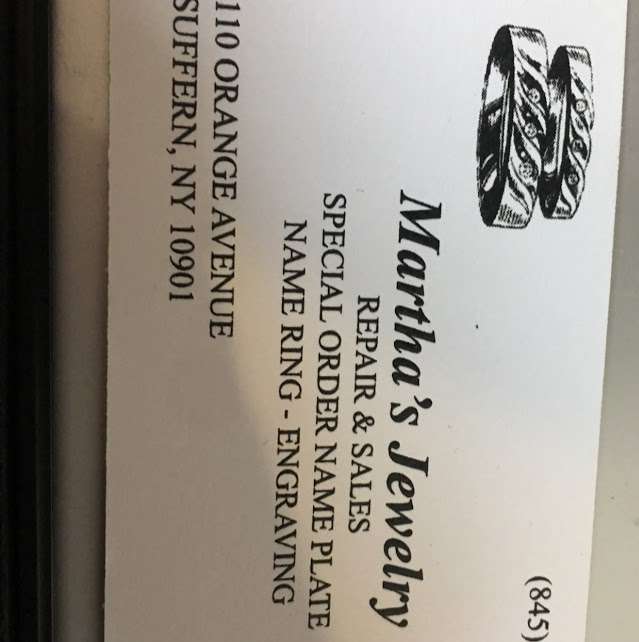 (845)
Martha's Jewelry
REPAIR & SALES
SPECIAL ORDER NAME PLATE
NAME RING - ENGRAVING
110 ORANGE AVENUE
SUFFERN, NY 10901